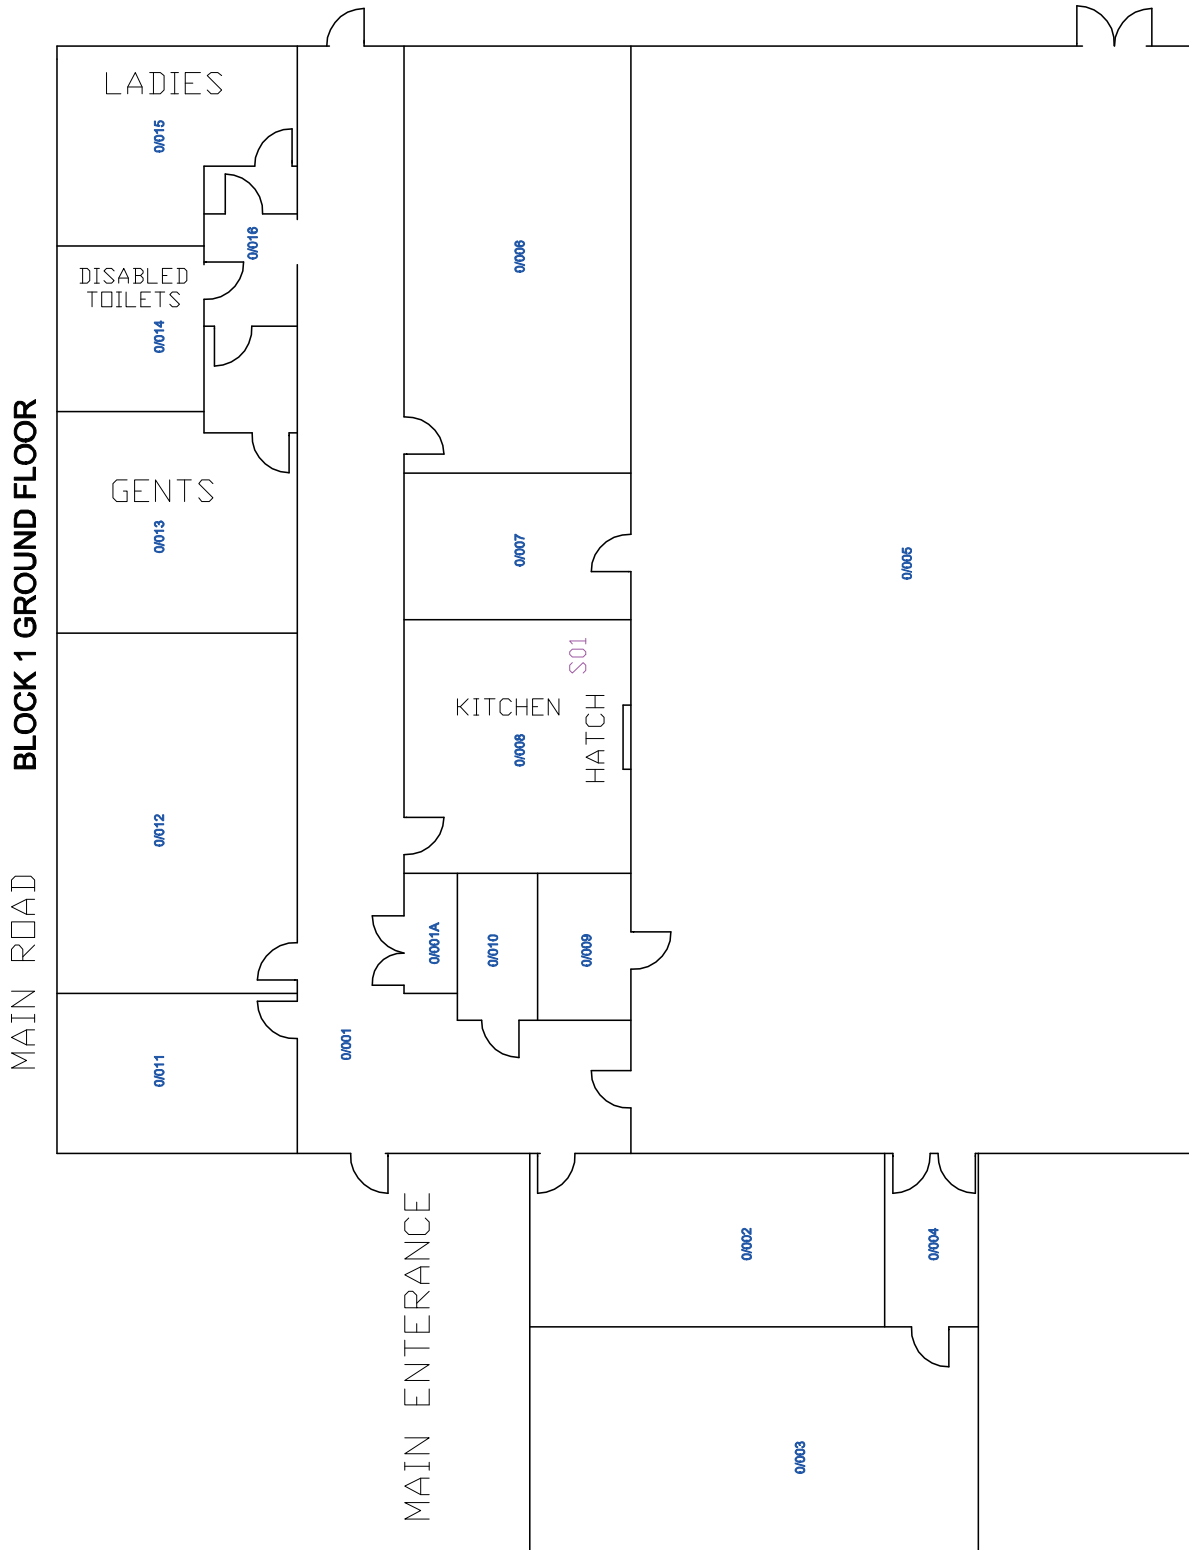 BLOCK 1 GROUND FLOOR
MAIN ROAD
LADIES
0/015
0/016
DISABLED
TOILETS
0/014
GENTS
0/013
0/012
0/011
0/006
0/007
S01
KITCHEN
HATCH
0/008
0/001A
0/010
0/009
0/001
0/005
MAIN ENTERANCE
0/002
0/004
0/003